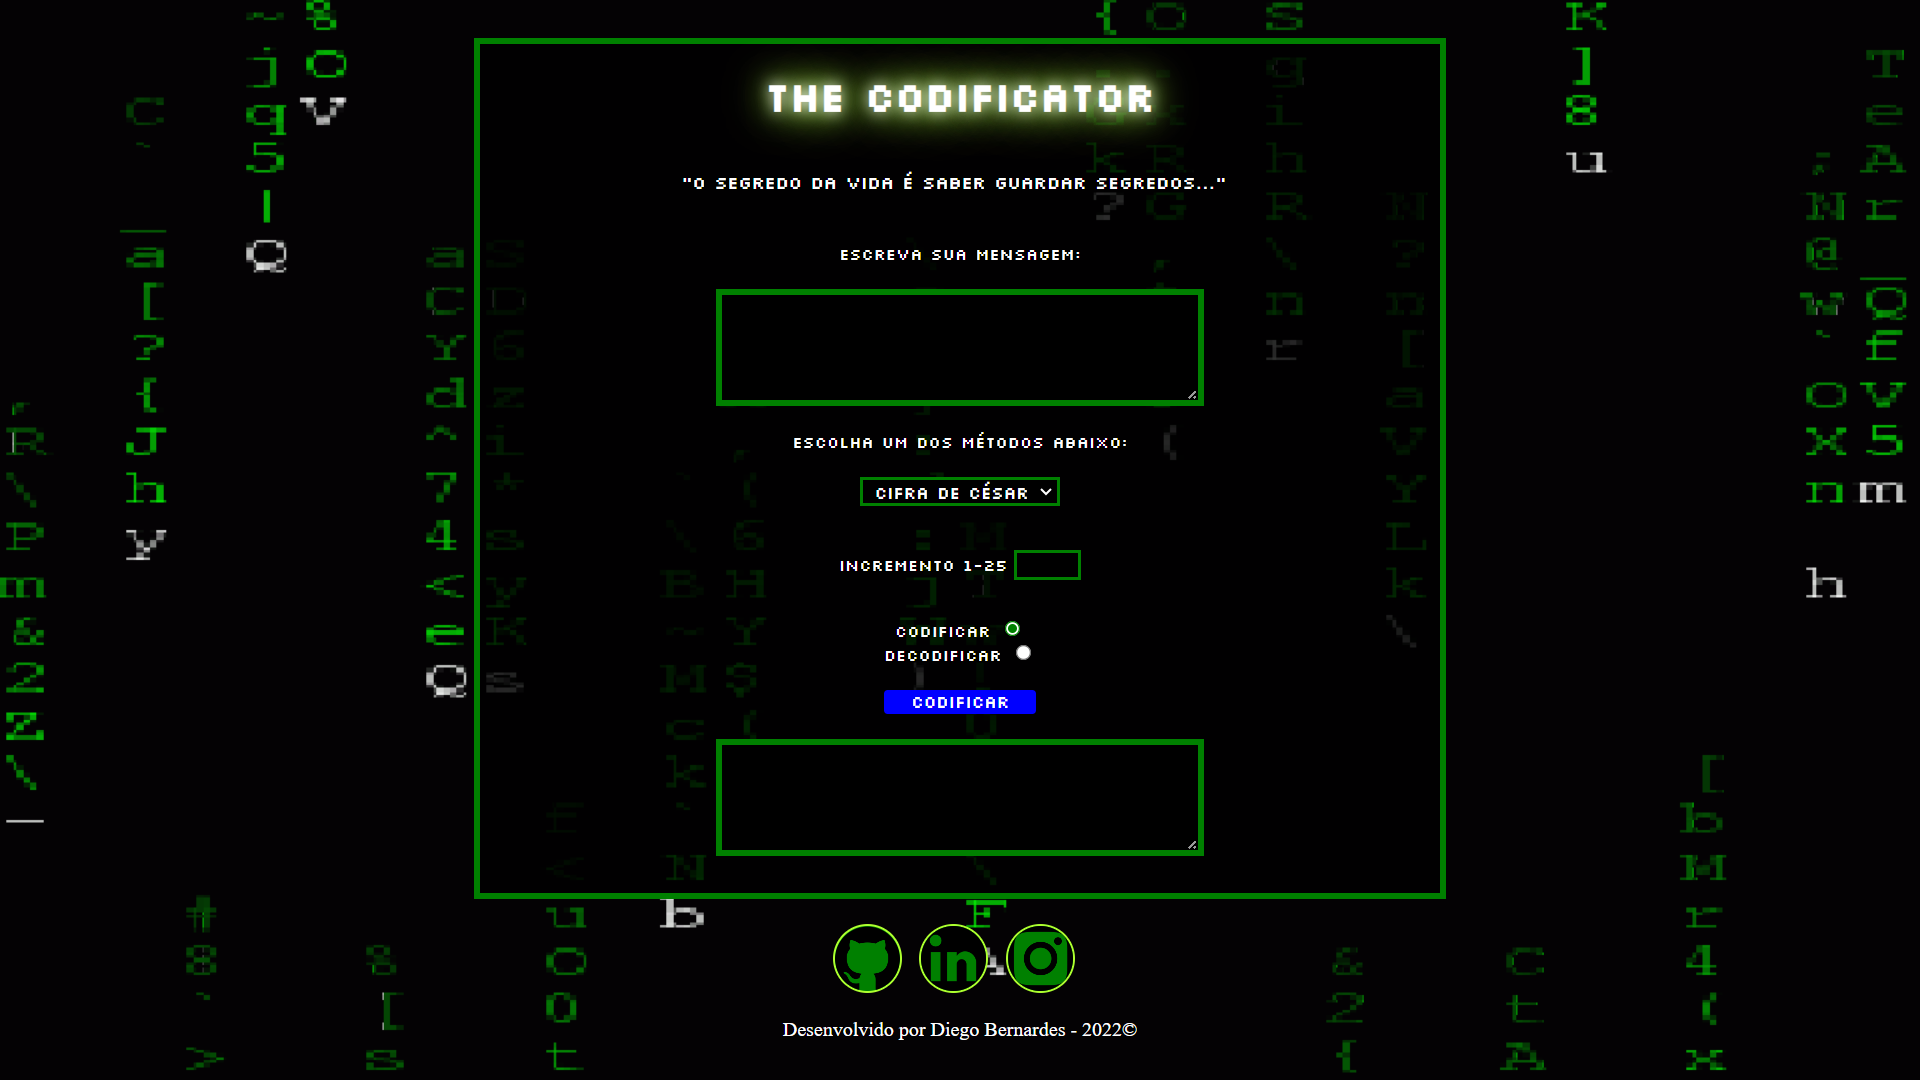 THE CODIFICATOR
"O SEGREDO DA VIDA É SABER GUARDAR SEGREDOS..."
ESCREVA SUA MENSAGEM:
ESCOLHA UM DOS MÉTODOS ABAIXO:
CIFRA DE CÉSAR
INCREMENTO 1-25
CODIFICAR
DECODIFICAR
CODIFICAR
in
Desenvolvido por Diego Bernardes - 2022©